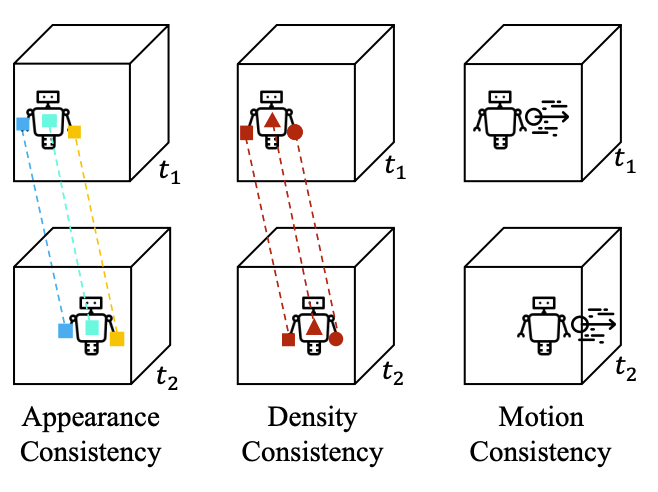 t₁
t₁
t₁
t₂
t₂
t₂
Appearance
Consistency
Density
Consistency
Motion
Consistency